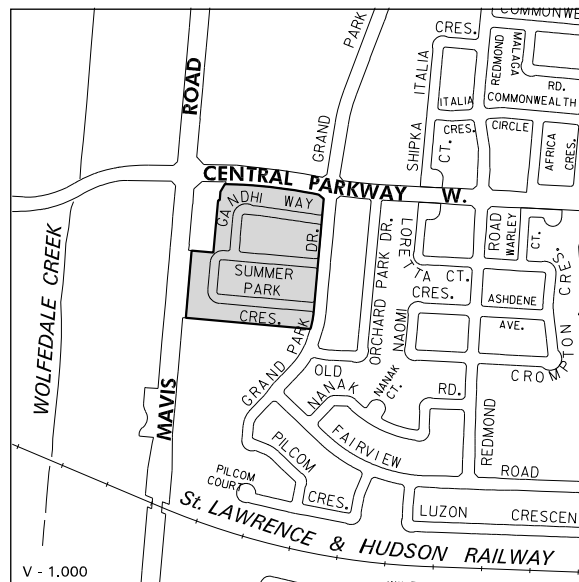 COMMONWE
CRES.
PARK
GRAND
ITALIA
SHIPKA
REDMOND
MALAGA
RD.
COMMONWEALTH
ITALIA
CRES.
CT.
CIRCLE
AFRICA
CRES.
ROAD
MAVIS
CENTRAL PARKWAY W.
GANDHI WAY
DR.
SUMMER
PARK
CRES.
GRAND PARK
WOLFEDALE CREEK
ORCHARD PARK DR.
LORETTA CT.
CRES.
NAOMI
ROAD
WARLEY
CT.
ASHDENE
AVE.
CROMPTON CRES.
OLD
NANAK
RD.
NANAK
CT.
FAIRVIEW
ROAD
REDMOND
PILCOM
CRES.
PILCOM
COURT
LUZON CRESCEN
St. LAWRENCE & HUDSON RAILWAY
V - 1.000